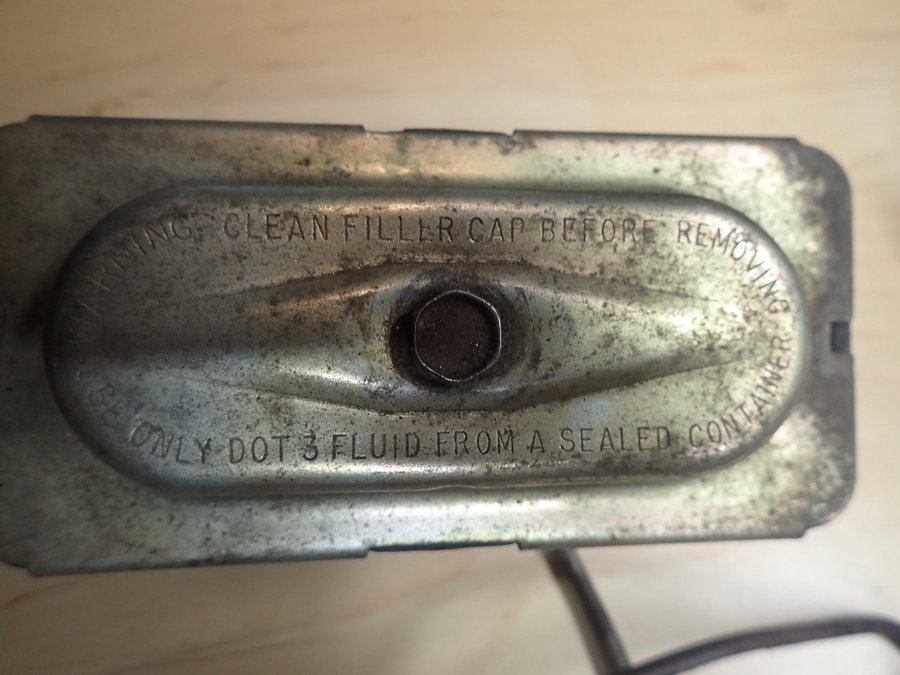 WARNING: CLEAN FILLER CAP BEFORE REMOVING
ONLY DOT 3 FLUID FROM A SEALED CONTAINER